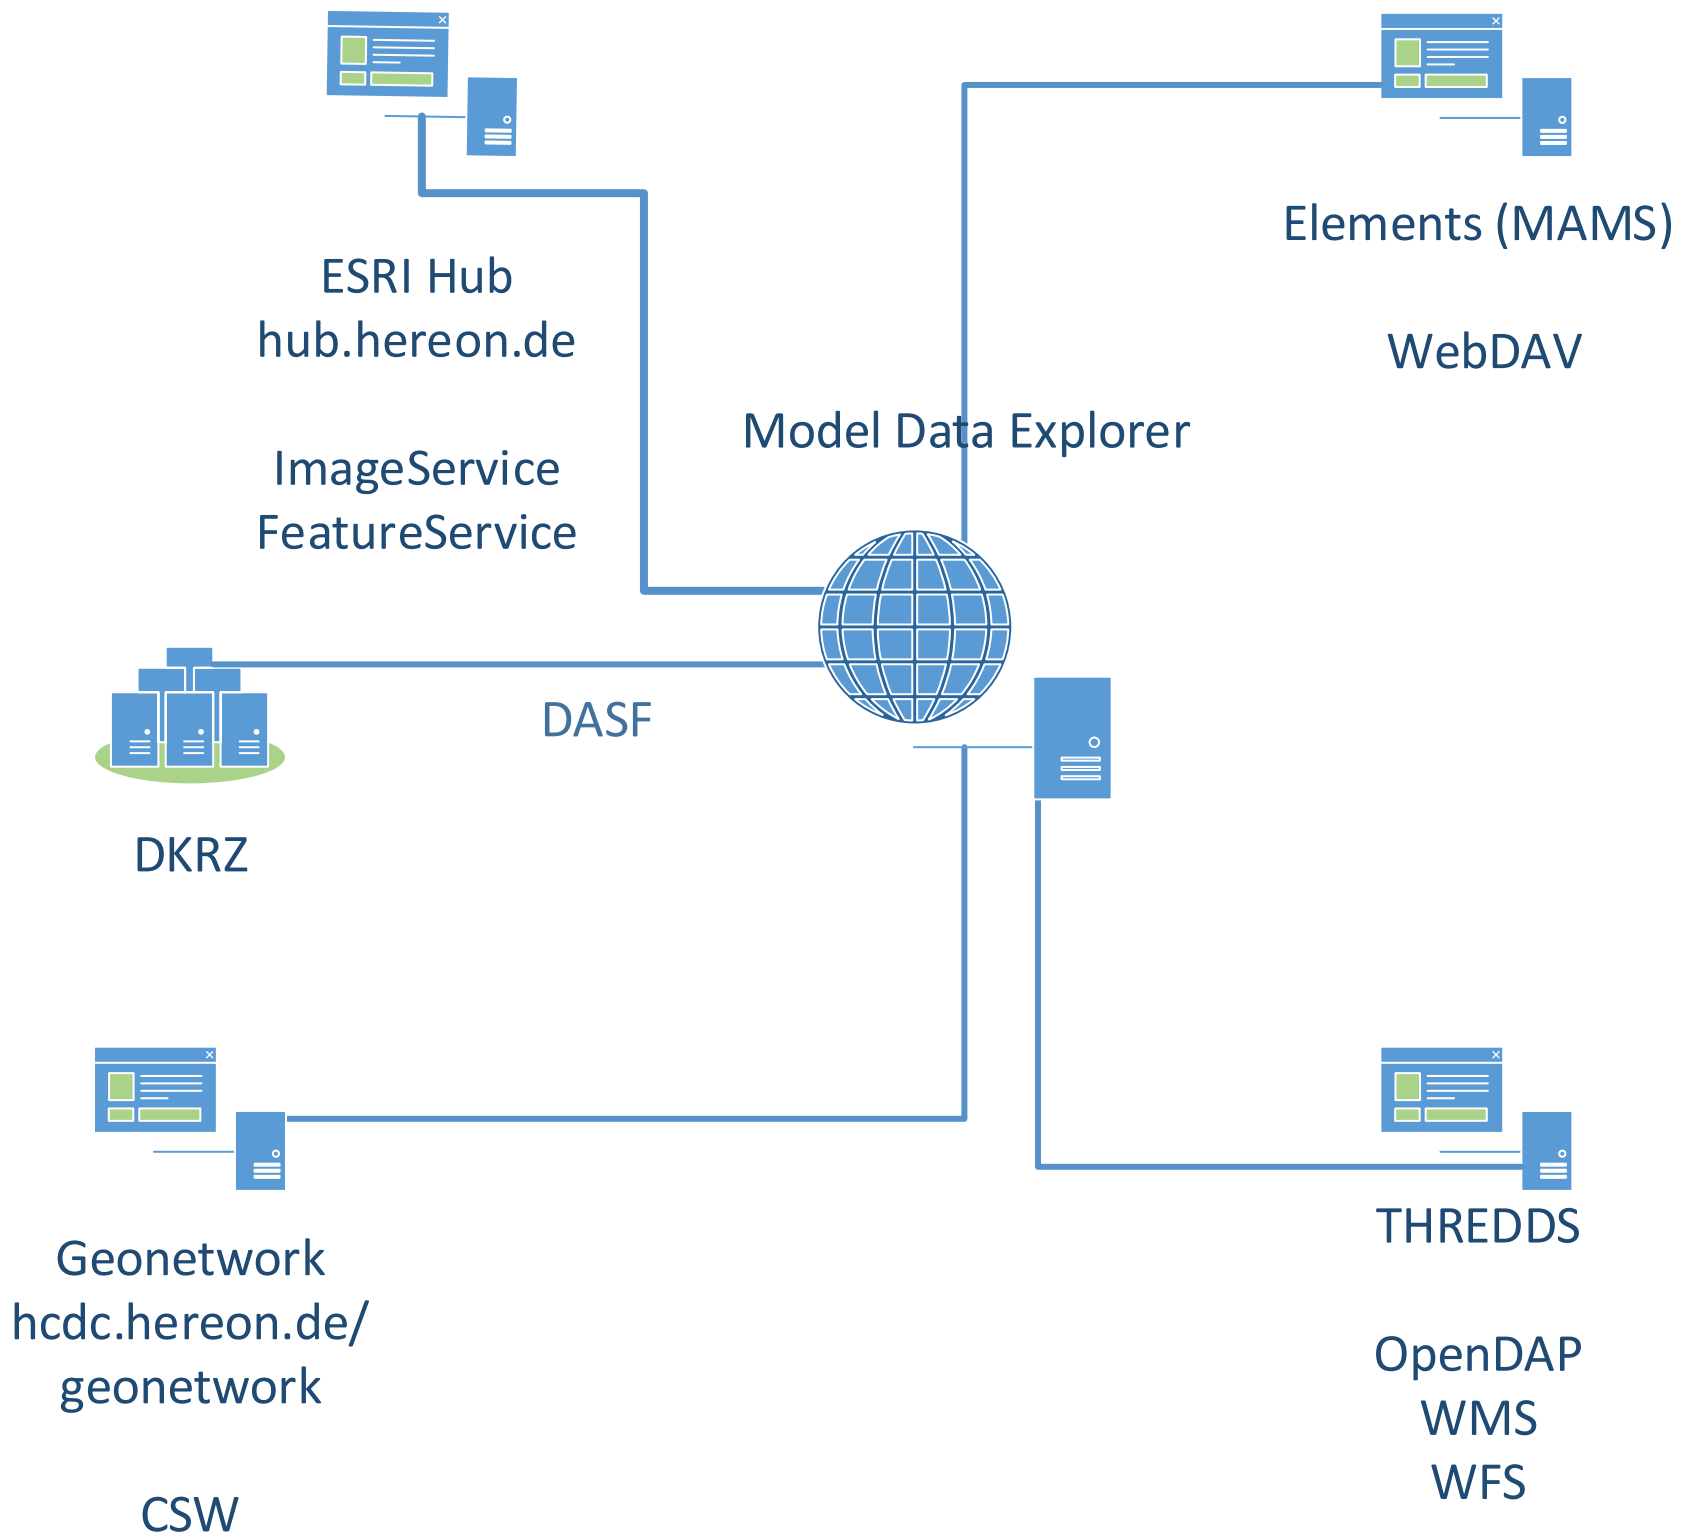 ESRI Hub
hub.hereon.de
ImageService
FeatureService
Elements (MAMS)
WebDAV
Model Data Explorer
DASF
DKRZ
Geonetwork
hcdc.hereon.de/
geonetwork
CSW
THREDDS
OpenDAP
WMS
WFS